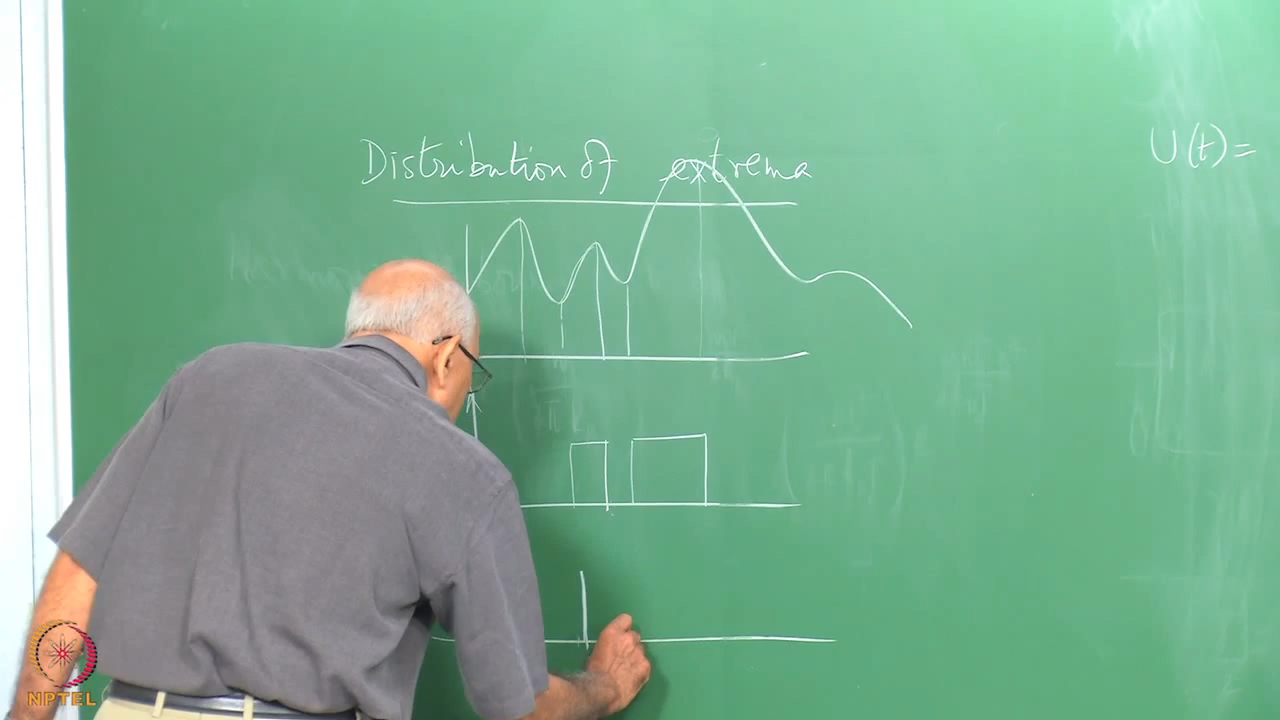 Distribution of extrema
U(t) =
NPTEL